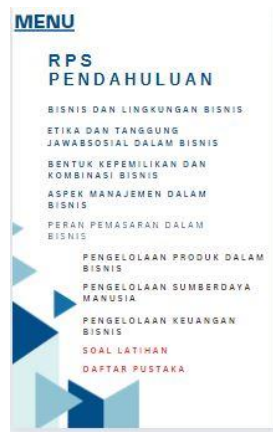 MENU
RPS
PENDAHULUAN
BISNIS DAN LINGKUNGAN BISNIS
ETIKA DAN TANGGUNG
JAWABSOSIAL DALAM BISNIS
BENTUK KEPEMILIKAN DAN
KOMBINASI BISNIS
ASPEK MANAJEMEN DALAM
BISNIS
PERAN PEMASARAN DALAM
BISNIS
PENGELOLAAN PRODUK DALAM
BISNIS
PENGELOLAAN SUMBERDAYA
MANUSIA
PENGELOLAAN KEUANGAN
BISNIS
SOAL LATIHAN
DAFTAR PUSTAKA